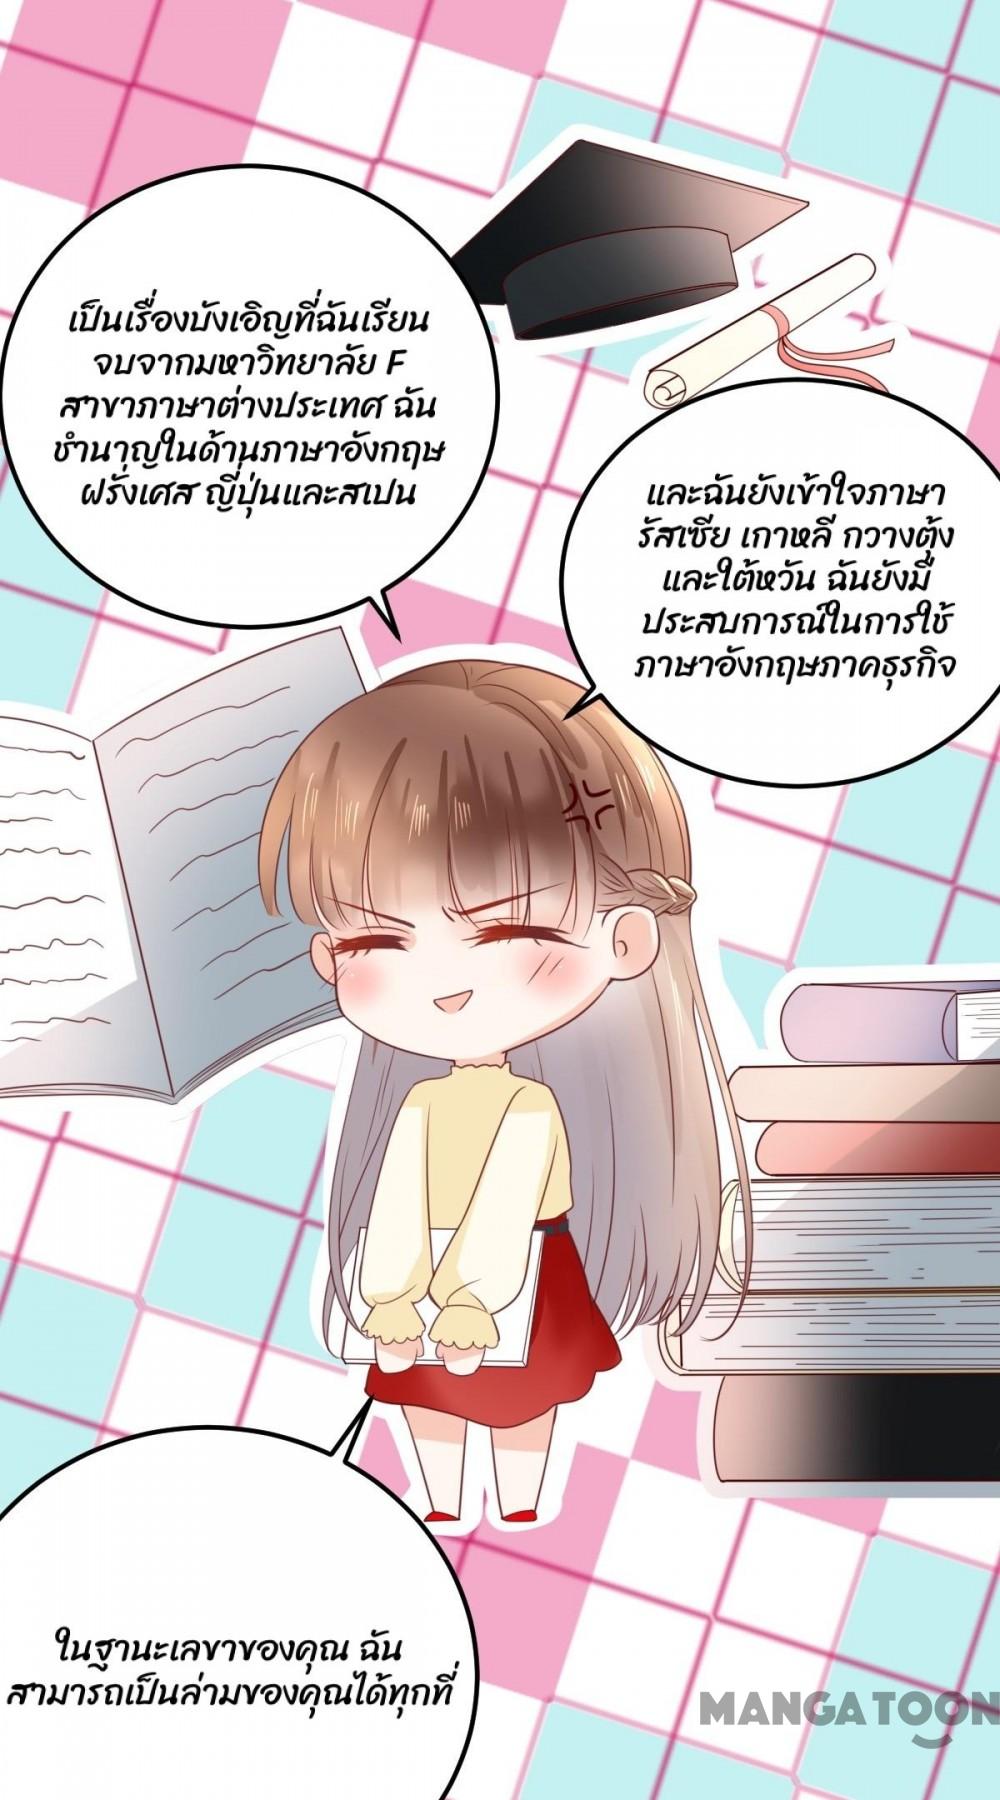 เป็นเรื่องบังเอิญที่ฉันเรียน
จบจากมหาวิทยาลัย F
สาขาภาษาต่างประเทศ ฉัน
ชำนาญในด้านภาษาอังกฤษ
ฝรั่งเศส ญี่ปุ่นและสเปน
และฉันยังเข้าใจภาษา
รัสเซีย เกาหลี กวางตุ้ง
และใต้หวัน ฉันยังมี
ประสบการณ์ในการใช้
ภาษาอังกฤษภาคธุรกิจ
ในฐานะเลขาของคุณ ฉัน
สามารถเป็นล่ามของคุณได้ทุกที่
MANGATOON